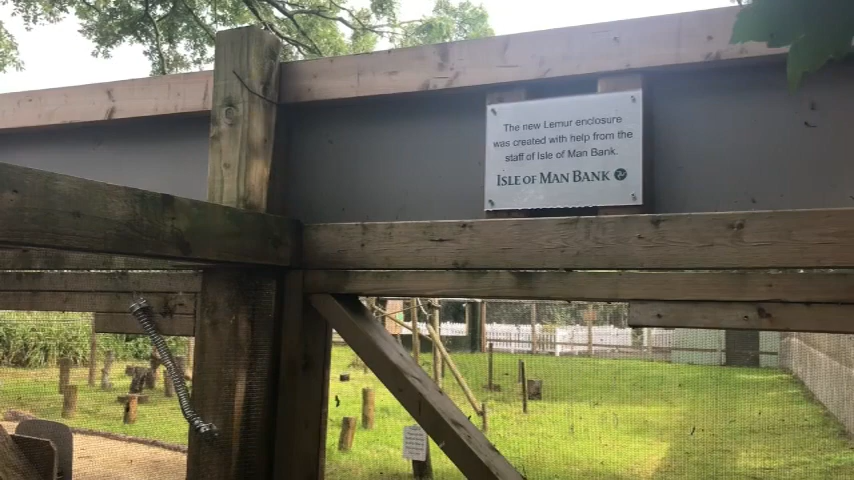 The new Lemur enclosure
was created with help from the
staff of Isle of Man Bank.
ISLE OF MAN BANK